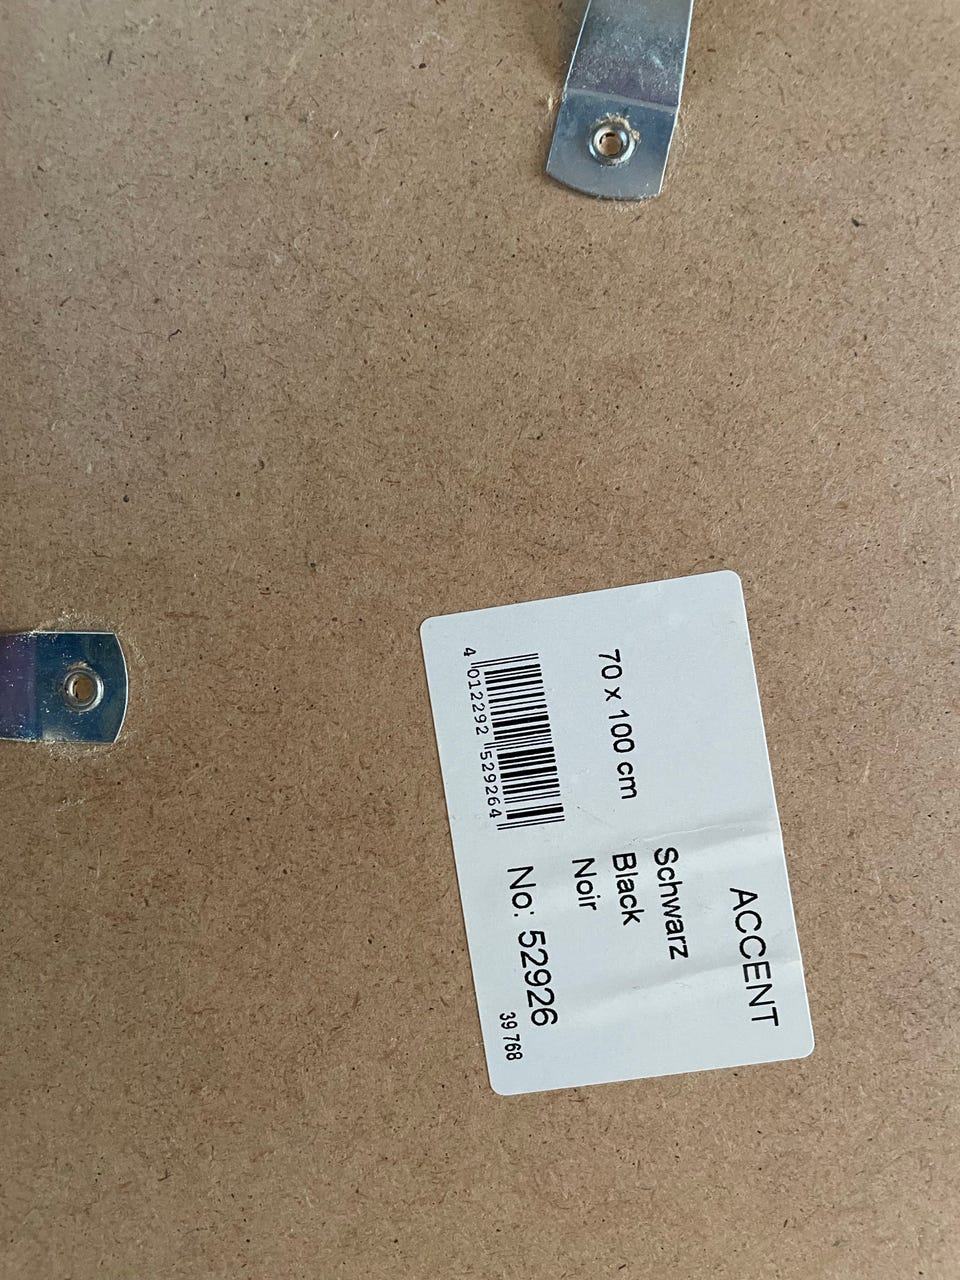 ACCENT
Schwarz
70 x 100 cm Black
Noir
4 012292 529264
No: 52926
39 768